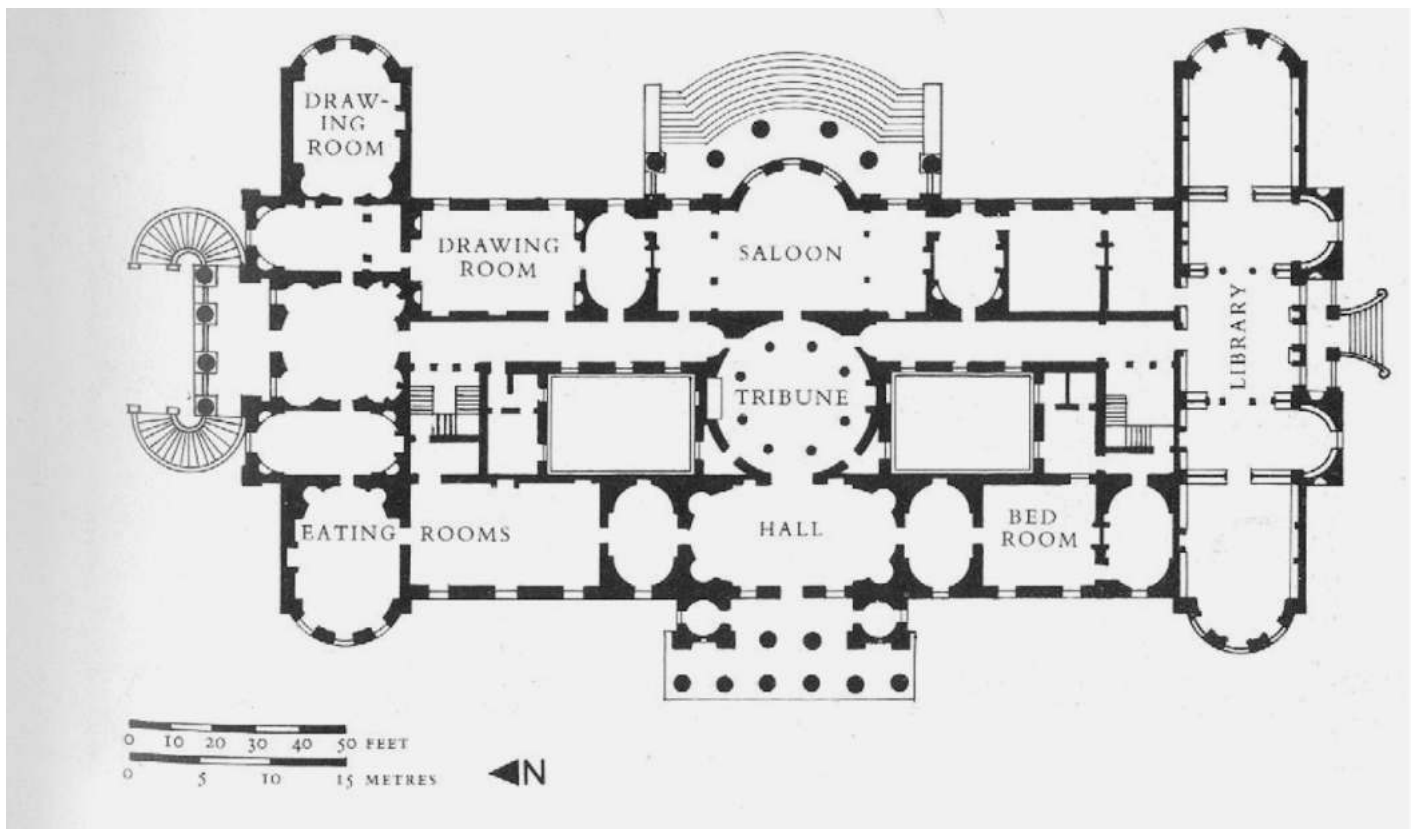 DRAW-
ING
ROOM
DRAWING
ROOM
SALOON
LIBRARY
TRIBUNE
EATING ROOMS
HALL
BED
ROOM
0 10 20 30 40 50 FEET
0 5 10 15 METRES
N